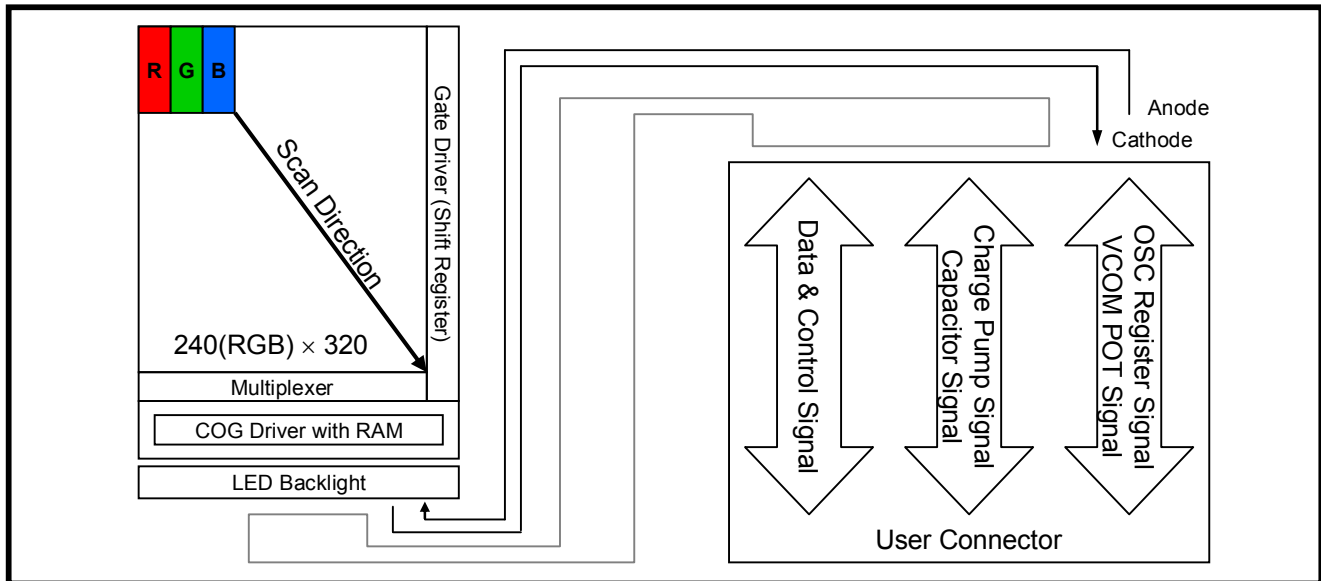 R G B
Scan Direction
Gate Driver (Shift Register)
240(RGB) × 320
Multiplexer
COG Driver with RAM
LED Backlight
Anode
Cathode
Data & Control Signal
Charge Pump Signal
Capacitor Signal
OSC Register Signal
VCOM POT Signal
User Connector